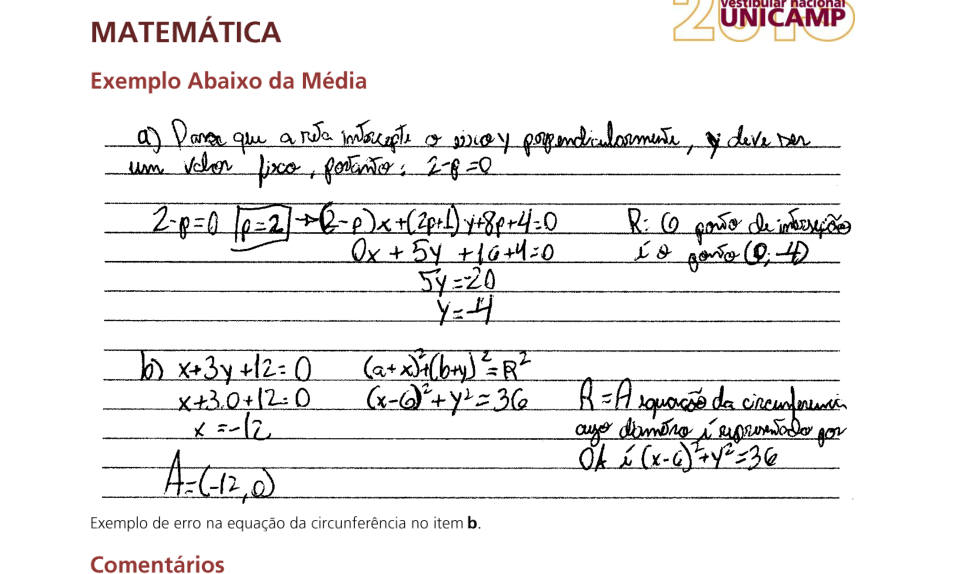 vestibular nacional
UNICAMP
MATEMÁTICA
Exemplo Abaixo da Média
a) Para que a reta intercepte o eixo y perpendicularmente, y deve ser
um valor fixo, portanto: 2-p=0
2-p=0 p=2 → (2-p)x+(2p+1)y+8p+4=0 R: O ponto de interseção
0x + 5y + 16+4=0 é o ponto (0,-4)
5y=-20
y=-4
b) x+3y+12=0 (a+x)²+(b+y)²=R²
x+3.0+12=0 (x-6)²+y²=36 R=A equação da circunferencia
x=-12 cujo diâmetro é representado por
OA é (x-6)²+y²=36
A=(-12,0)
Exemplo de erro na equação da circunferência no item b.
Comentários